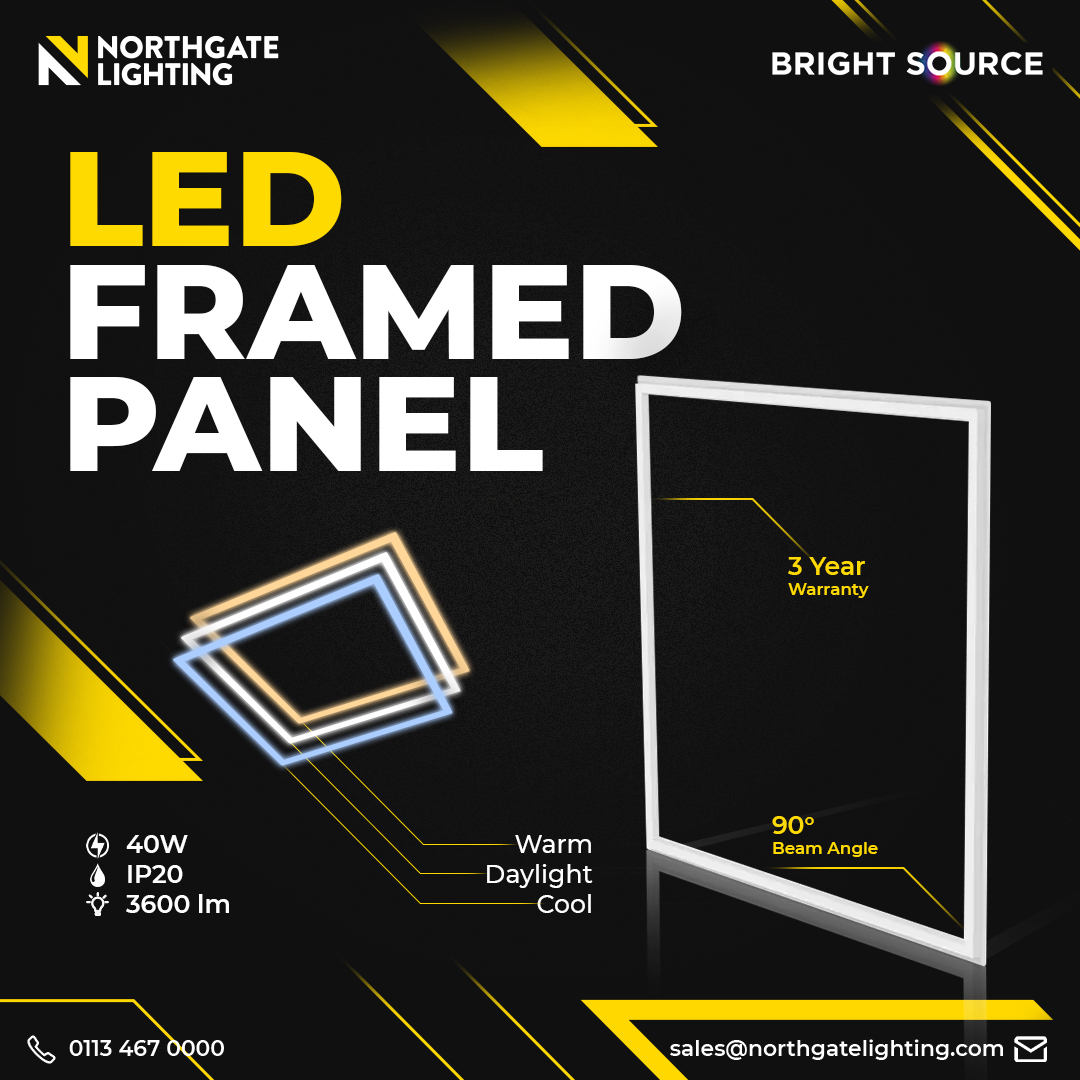 NORTHGATE
LIGHTING
BRIGHT SOURCE
LED
FRAMED
PANEL
3 Year
Warranty
90°
Beam Angle
40W
IP20
3600 lm
Warm
Daylight
Cool
0113 467 0000
sales@northgatelighting.com